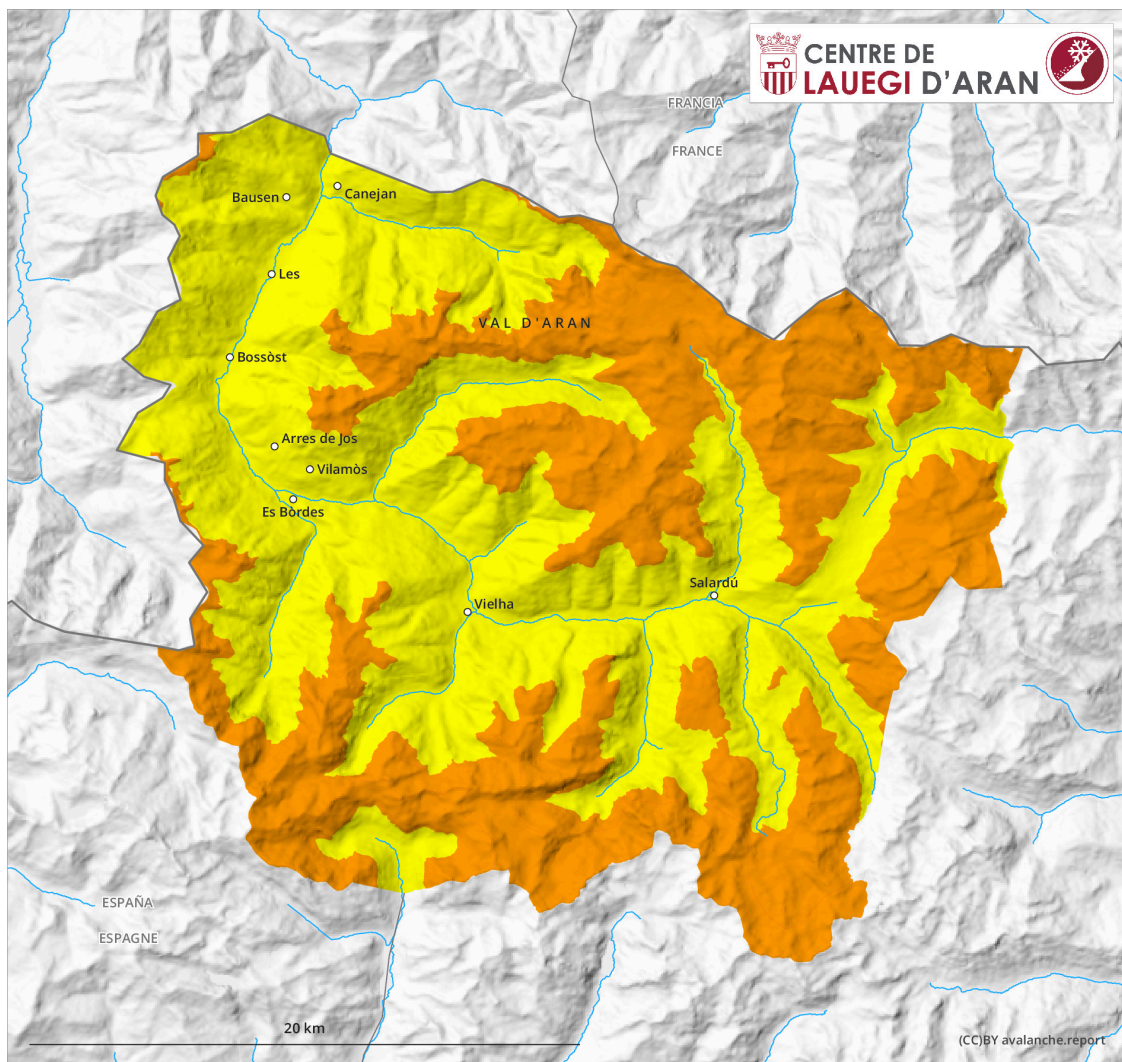 CENTRE DE
LAUEGI D'ARAN
FRANCIA
FRANCE
Bausen
Canejan
Les
VAL D'ARAN
Bossòst
Arres de Jos
Vilamòs
Es Bòrdes
Salardú
Vielha
ESPAÑA
ESPAGNE
20 km
(CC)BY avalanche.report